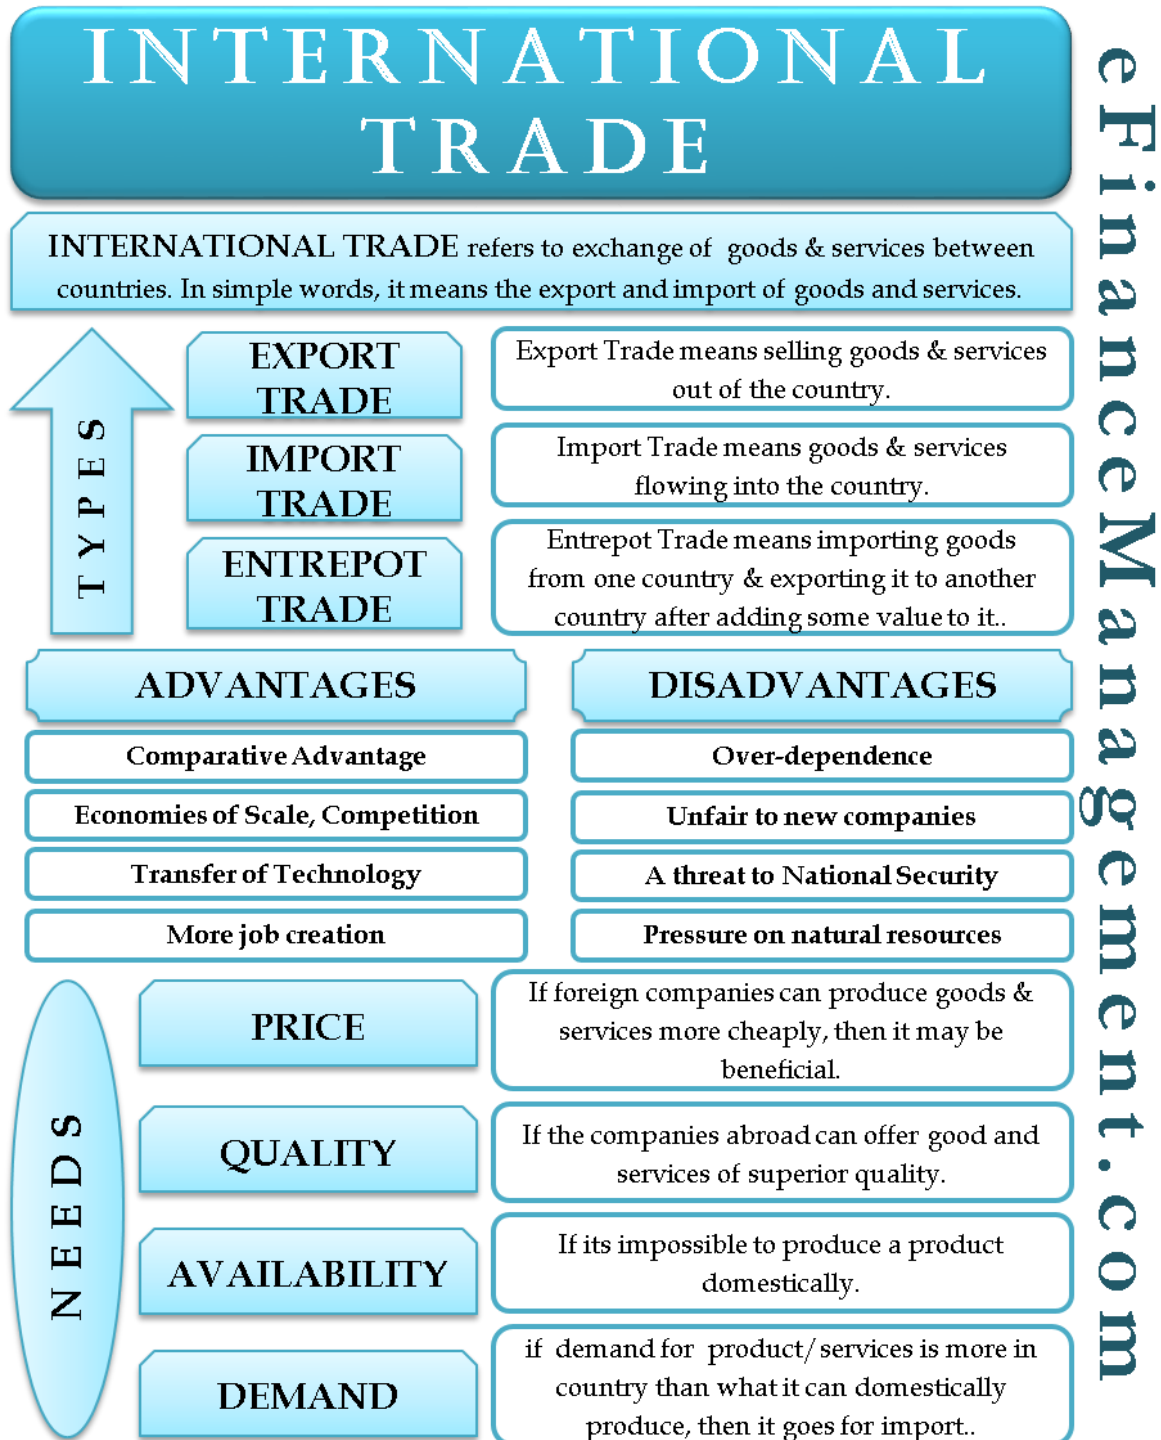 INTERNATIONAL
TRADE
INTERNATIONAL TRADE refers to exchange of goods & services between
countries. In simple words, it means the export and import of goods and services.
TYPES
EXPORT
TRADE
Export Trade means selling goods & services
out of the country.
IMPORT
TRADE
Import Trade means goods & services
flowing into the country.
ENTREPOT
TRADE
Entrepot Trade means importing goods
from one country & exporting it to another
country after adding some value to it..
ADVANTAGES
Comparative Advantage
Economies of Scale, Competition
Transfer of Technology
More job creation
DISADVANTAGES
Over-dependence
Unfair to new companies
A threat to National Security
Pressure on natural resources
NEEDS
PRICE
If foreign companies can produce goods &
services more cheaply, then it may be
beneficial.
QUALITY
If the companies abroad can offer good and
services of superior quality.
AVAILABILITY
If its impossible to produce a product
domestically.
DEMAND
if demand for product/ services is more in
country than what it can domestically
produce, then it goes for import..
eFinanceManagement.com